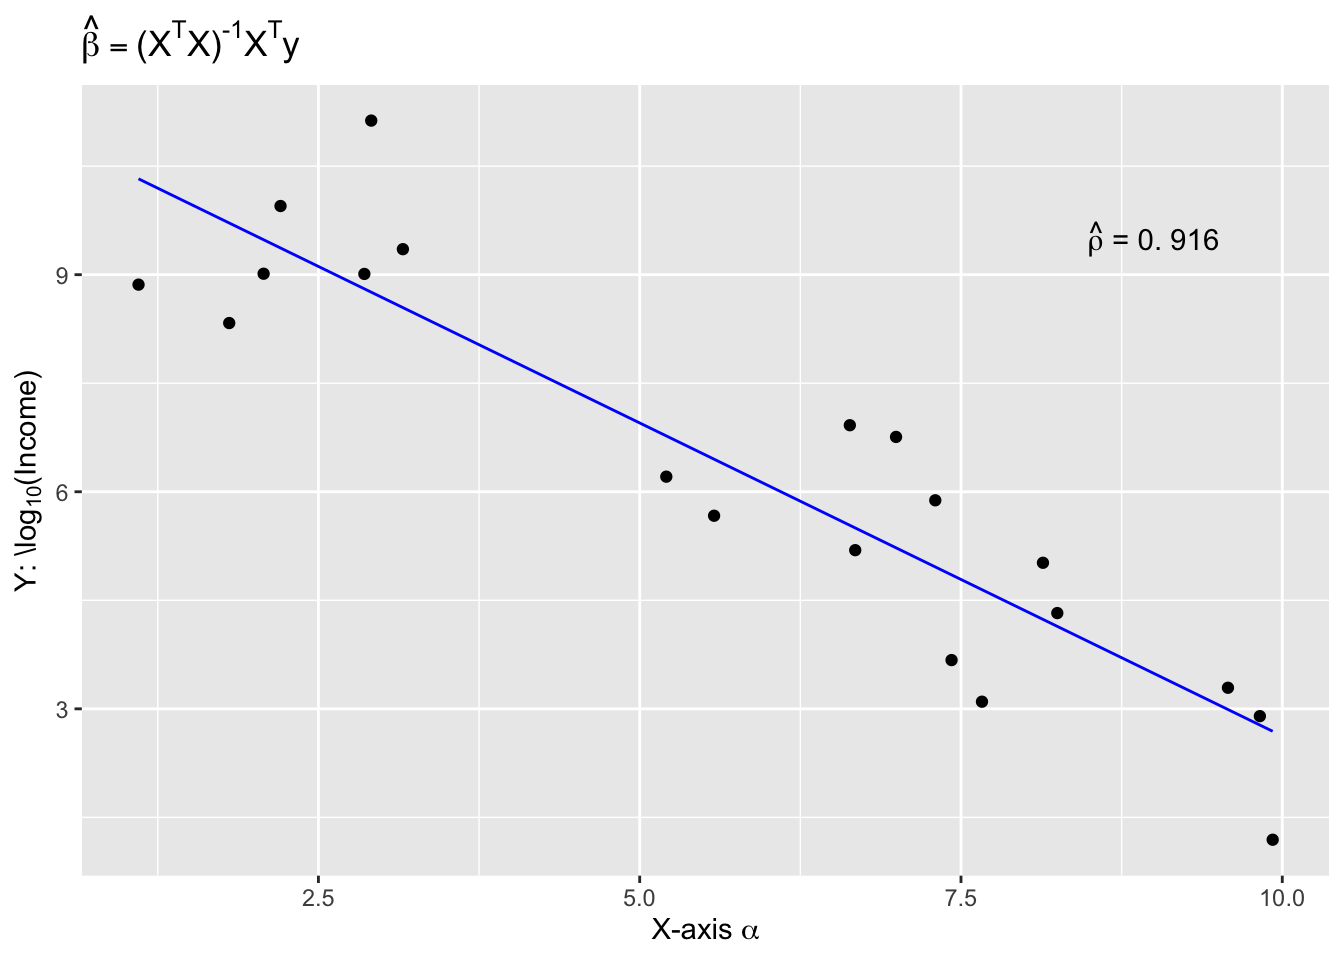 β̂ = (XᵀX)⁻¹Xᵀy
ρ̂ = 0. 916
9
6
3
Y: \log₁₀(Income)
2.5 5.0 7.5 10.0
X-axis α